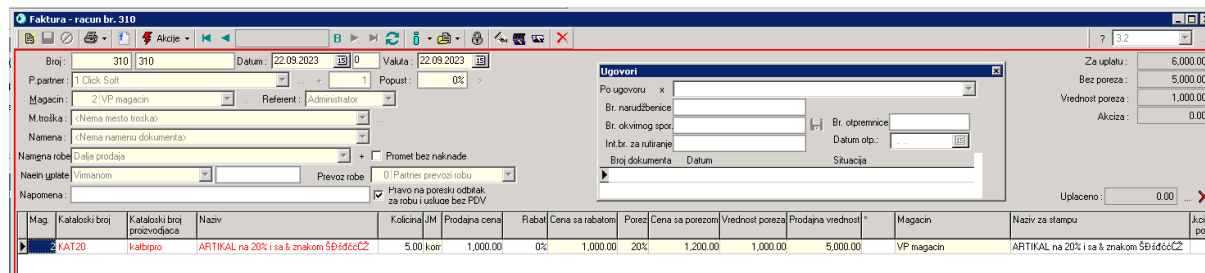 Faktura - racun br. 310
Akcije B ? 3.2
Broj : 310 310 Datum : 22.09.2023 15 0 Valuta : 22.09.2023 15
P.partner : 1 Click Soft ... + 1 Popust : 0% >
Magacin : 2 VP magacin ... Referent : Administrator
M.troška : <Nema mesto troska> ...
Namena : <Nema namenu dokumenta>
Namena robe Dalja prodaja + Promet bez naknade
Naein uplate Virmanom Prevoz robe 0 Partner prevozi robu
Napomena : Pravo na poreski odbitak
za robu i usluge bez PDV
Ugovori
Po ugovoru x
Br. narudžbenice
Br. okvirnog spor. Br. otpremnice
Int.br. za rutiranje Datum otp.: . . 15
Broj dokumenta Datum Situacija
Za uplatu : 6,000.00
Bez poreza : 5,000.00
Vrednost poreza : 1,000.00
Akciza : 0.00
Uplaceno : 0.00 ...
Mag. Kataloski broj Kataloski broj proizvodjaca Naziv Kolicina JM Prodajna cena Rabat Cena sa rabatom Porez Cena sa porezom Vrednost poreza Prodajna vrednost * Magacin Naziv za stampu
2 KAT20 katbrpro ARTIKAL na 20% i sa & znakom ŠĐšđčćČŽ 5.00 kom 1,000.00 0% 1,000.00 20% 1,200.00 1,000.00 5,000.00 VP magacin ARTIKAL na 20% i sa & znakom ŠĐšđčćČŽ